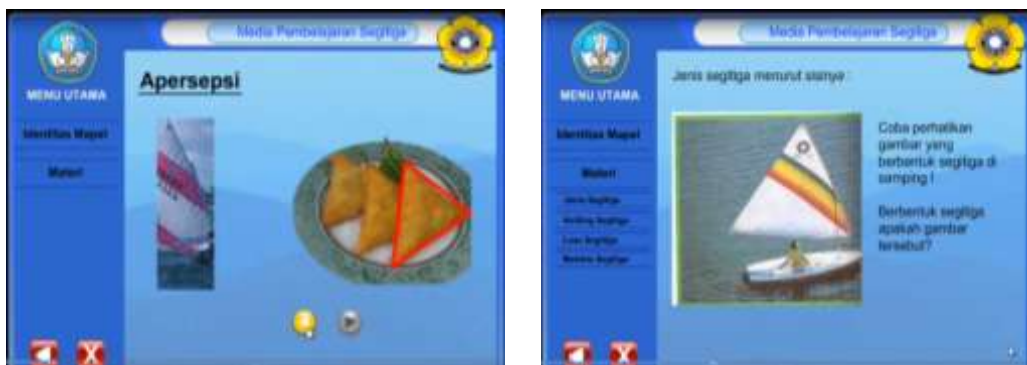 Media Pembelajaran Segitiga
MENU UTAMA
Apersepsi
Identitas Mapel
Materi
Media Pembelajaran Segitiga
MENU UTAMA
Jenis segitiga menurut sisinya
Identitas Mapel
Materi
Jenis Segitiga
Keliling Segitiga
Luas Segitiga
Coba perhatikan
gambar yang
berbentuk segitiga di
samping !
Berbentuk segitiga
apakah gambar
tersebut?